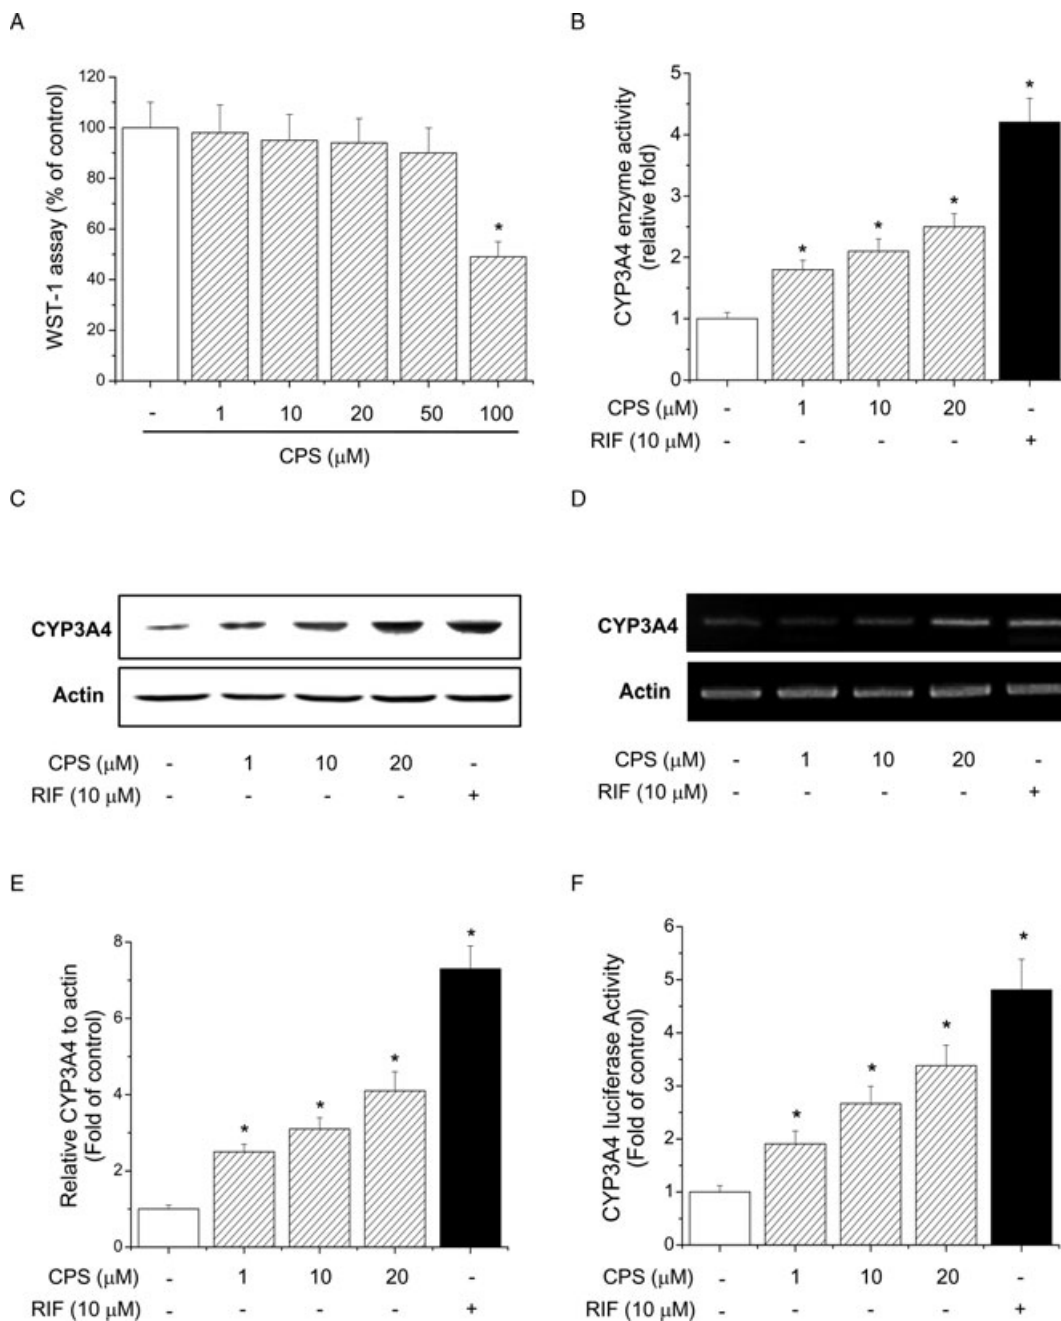 A
WST-1 assay (% of control)
120
100
80
60
40
20
0
*
- 1 10 20 50 100
CPS (μM)
B
CYP3A4 enzyme activity
(relative fold)
5
4
3
2
1
0
* * * *
CPS (μM) - 1 10 20 -
RIF (10 μM) - - - - +
C
CYP3A4
Actin
CPS (μM) - 1 10 20 -
RIF (10 μM) - - - - +
D
CYP3A4
Actin
CPS (μM) - 1 10 20 -
RIF (10 μM) - - - - +
E
Relative CYP3A4 to actin
(Fold of control)
8
6
4
2
0
* * * *
CPS (μM) - 1 10 20 -
RIF (10 μM) - - - - +
F
CYP3A4 luciferase Activity
(Fold of control)
6
5
4
3
2
1
0
* * * *
CPS (μM) - 1 10 20 -
RIF (10 μM) - - - - +